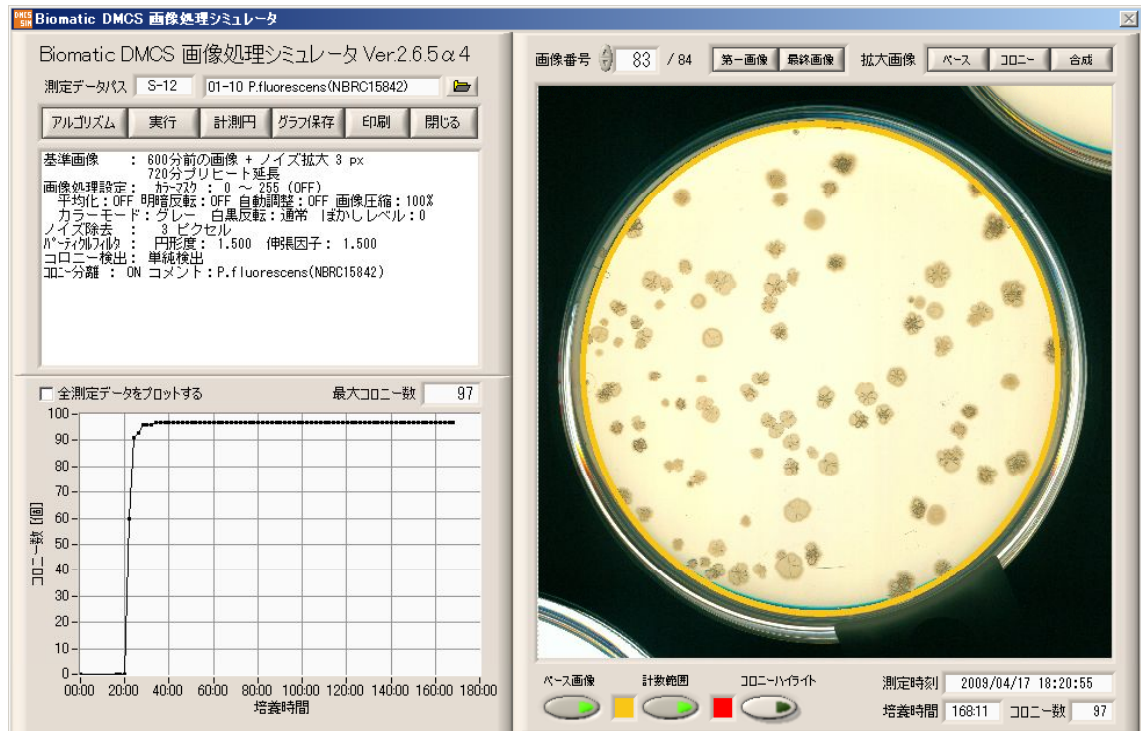 Biomatic DMCS 画像処理シミュレータ
Biomatic DMCS 画像処理シミュレータ Ver.2.6.5α4
測定データパス S-12 01-10 P.fluorescens(NBRC15842)
アルゴリズム 実行 計測円 グラフ保存 印刷 閉じる
基準画像 : 600分前の画像 + ノイズ拡大 3 px
720分プリヒート延長
画像処理設定: カラーマスク : 0 ～ 255 (OFF)
平均化:OFF 明暗反転:OFF 自動調整:OFF 画像圧縮:100%
カラーモード:グレー 白黒反転:通常 ぼかしレベル:0
ノイズ除去 : 3 ピクセル
パーティクルフィルタ : 円形度: 1.500 伸張因子: 1.500
コロニー検出: 単純検出
コロニー分離 : ON コメント:P.fluorescens(NBRC15842)
全測定データをプロットする 最大コロニー数 97
コロニー数 [個]
100
90
80
70
60
50
40
30
20
10
0
00:00 20:00 40:00 60:00 80:00 100:00 120:00 140:00 160:00 180:00
培養時間
画像番号 83 / 84 第一画像 最終画像 拡大画像 ベース コロニー 合成
ベース画像 計数範囲 コロニーハイライト
測定時刻 2009/04/17 18:20:55
培養時間 168:11 コロニー数 97